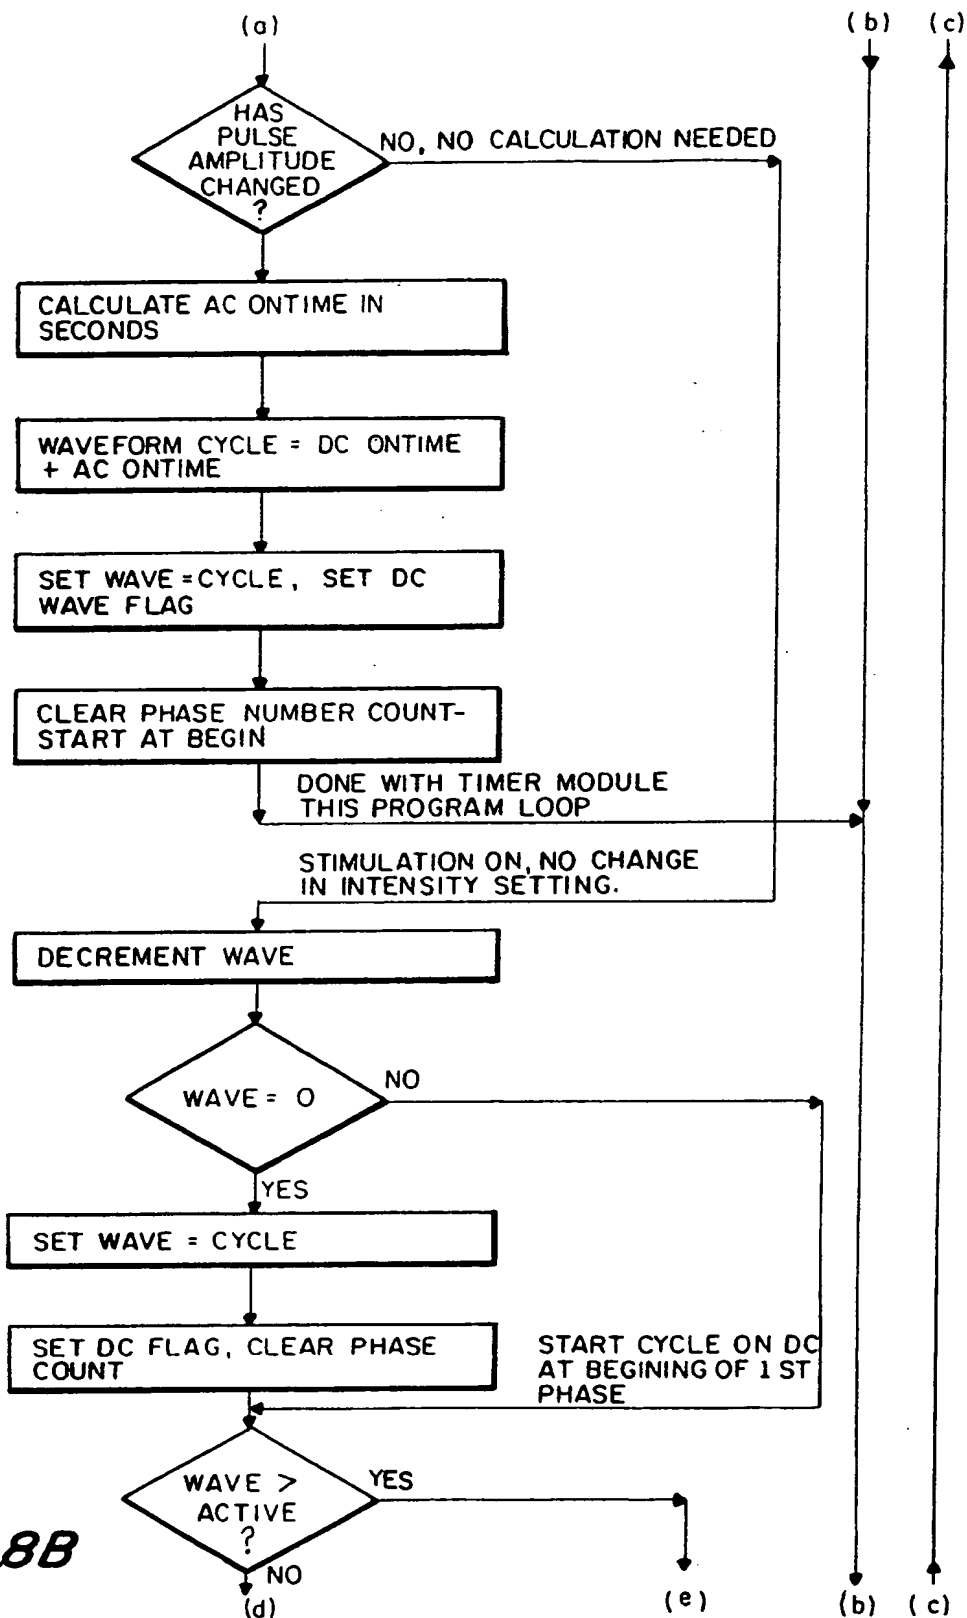 (a)
(b)
(c)
HAS
PULSE
AMPLITUDE
CHANGED
?
NO, NO CALCULATION NEEDED
CALCULATE AC ONTIME IN
SECONDS
WAVEFORM CYCLE = DC ONTIME
+ AC ONTIME
SET WAVE = CYCLE, SET DC
WAVE FLAG
CLEAR PHASE NUMBER COUNT-
START AT BEGIN
DONE WITH TIMER MODULE
THIS PROGRAM LOOP
STIMULATION ON, NO CHANGE
IN INTENSITY SETTING.
DECREMENT WAVE
WAVE = 0
NO
YES
SET WAVE = CYCLE
SET DC FLAG, CLEAR PHASE
COUNT
START CYCLE ON DC
AT BEGINING OF 1 ST
PHASE
WAVE >
ACTIVE
?
YES
NO
8B
(d)
(e)
(b)
(c)